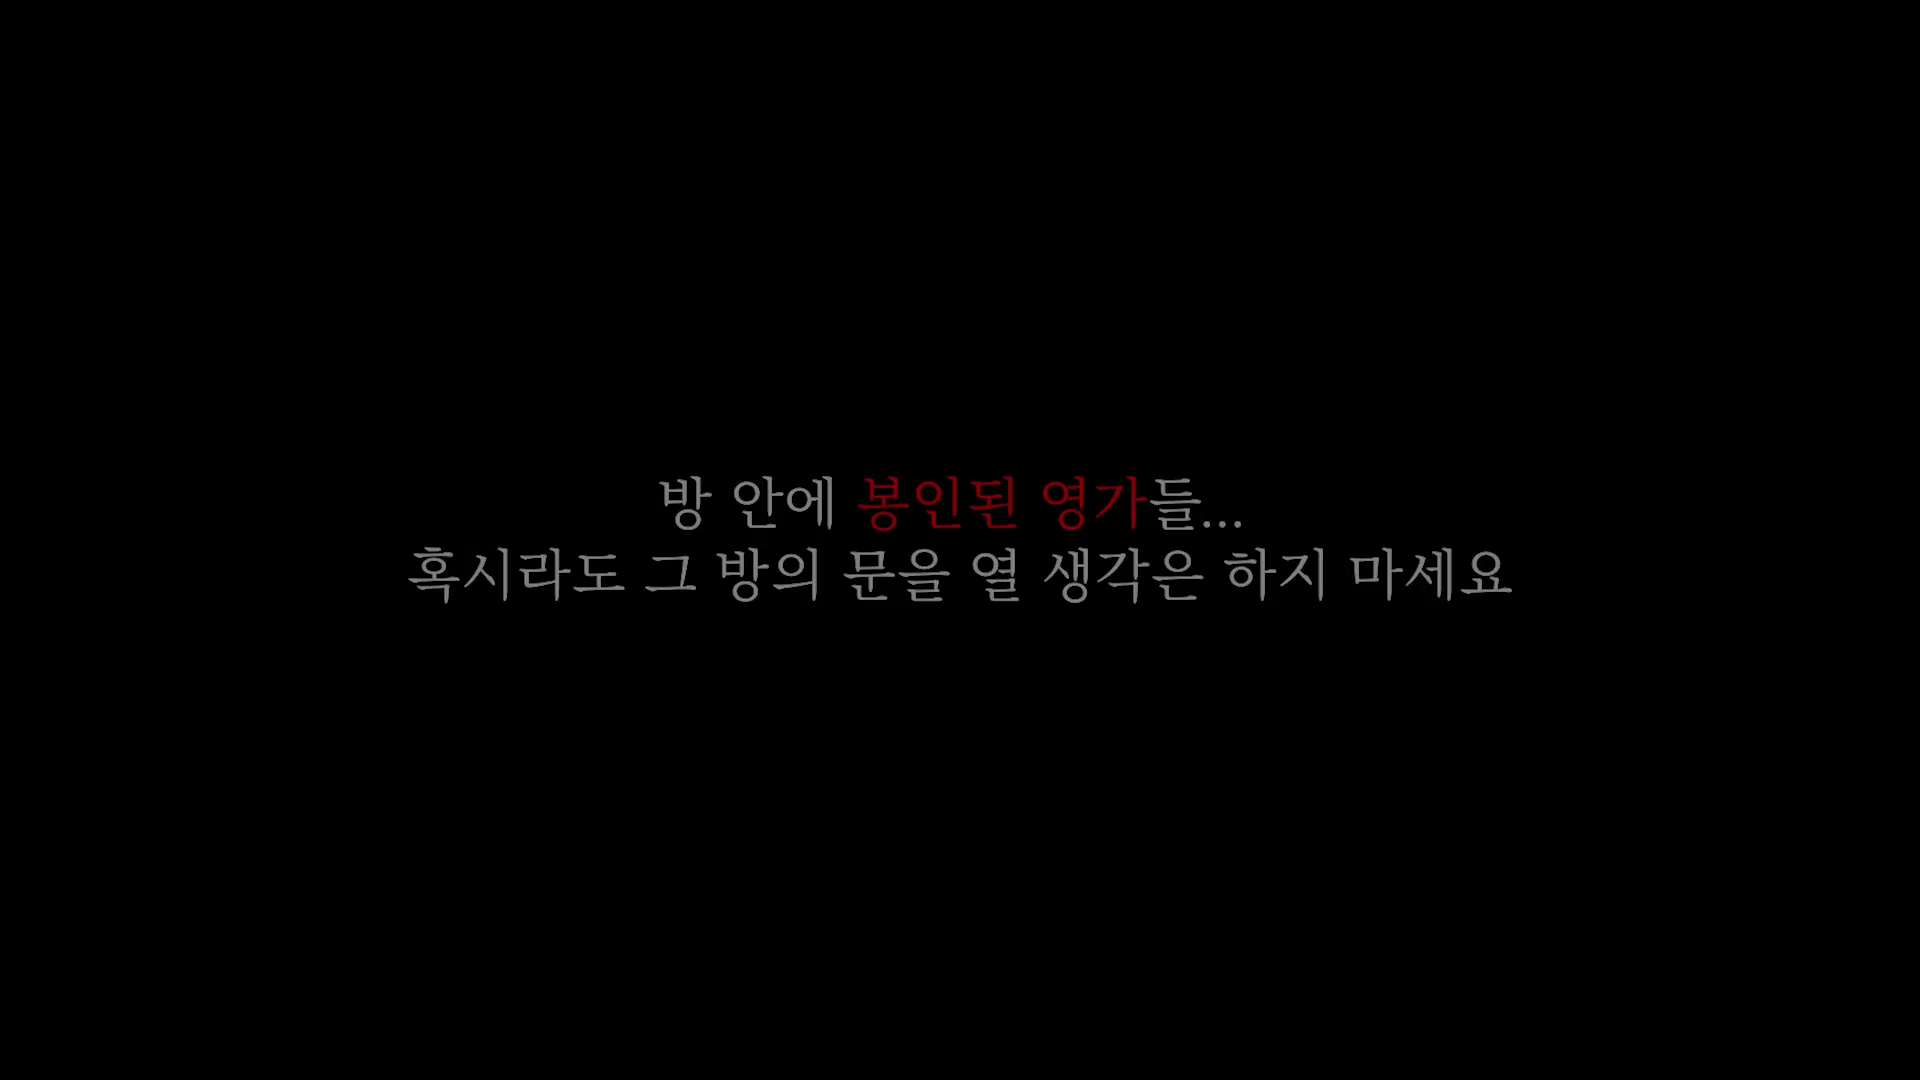 방 안에 봉인된 영가들...
혹시라도 그 방의 문을 열 생각은 하지 마세요